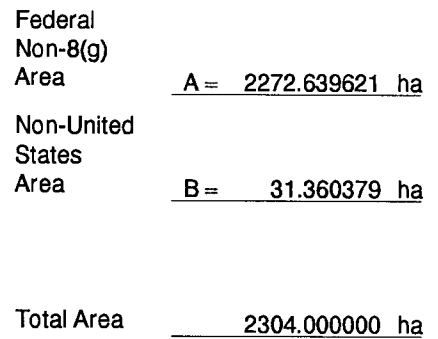 Federal
Non-8(g)
Area A = 2272.639621 ha
Non-United
States
Area B = 31.360379 ha
Total Area 2304.000000 ha